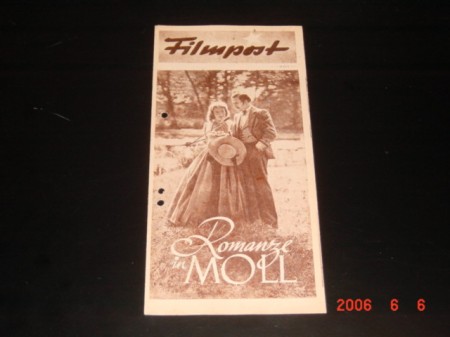 Filmpost
Romanze
in MOLL
2006 6 6